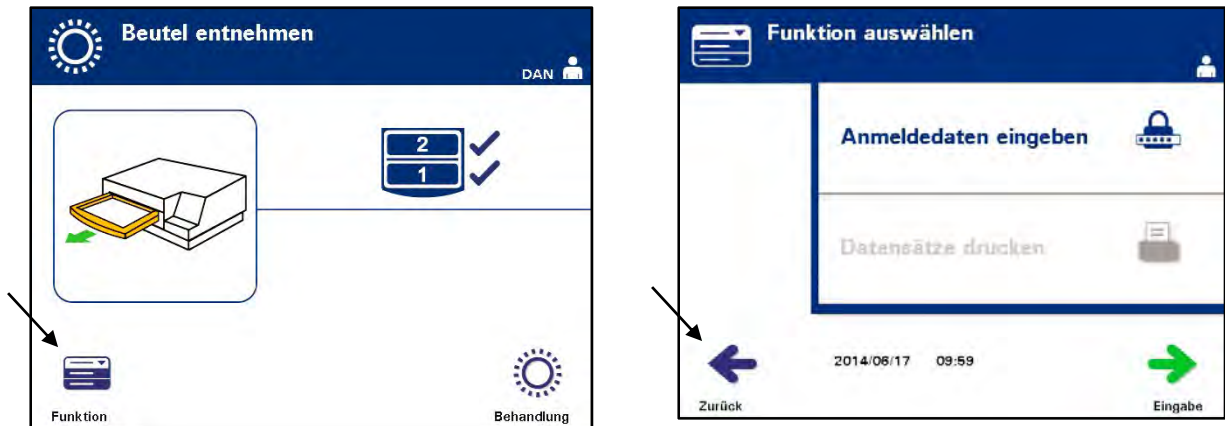 Beutel entnehmen
DAN
2
1
Funktion
Behandlung
Funktion auswählen
Anmeldedaten eingeben
Datensätze drucken
2014/06/17 09:59
Zurück
Eingabe